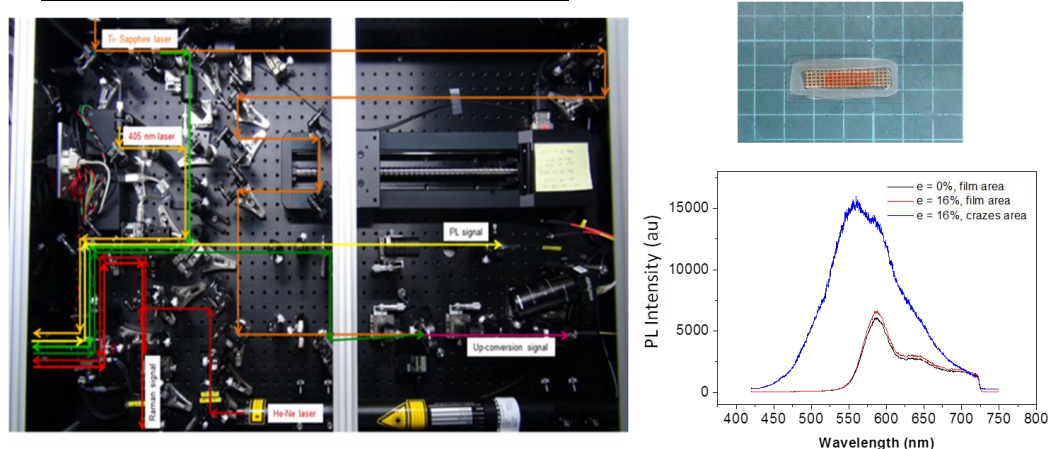 Ti- Sapphire laser
405 nm laser
PL signal
Up-conversion signal
Raman signal
He-Ne laser
e = 0%, film area
e = 16%, film area
e = 16%, crazes area
15000
10000
5000
0
PL Intensity (au)
400 450 500 550 600 650 700 750 800
Wavelength (nm)